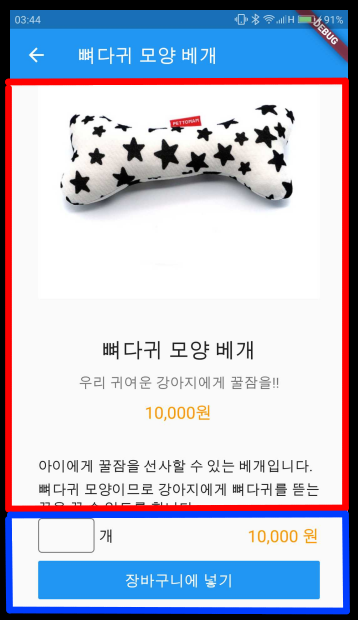 03:44
H
91%
DEBUG
뼈다귀 모양 베개
PETTOMAM
뼈다귀 모양 베개
우리 귀여운 강아지에게 꿀잠을!!
10,000원
아이에게 꿀잠을 선사할 수 있는 베개입니다.
뼈다귀 모양이므로 강아지에게 뼈다귀를 뜯는
개
10,000 원
장바구니에 넣기